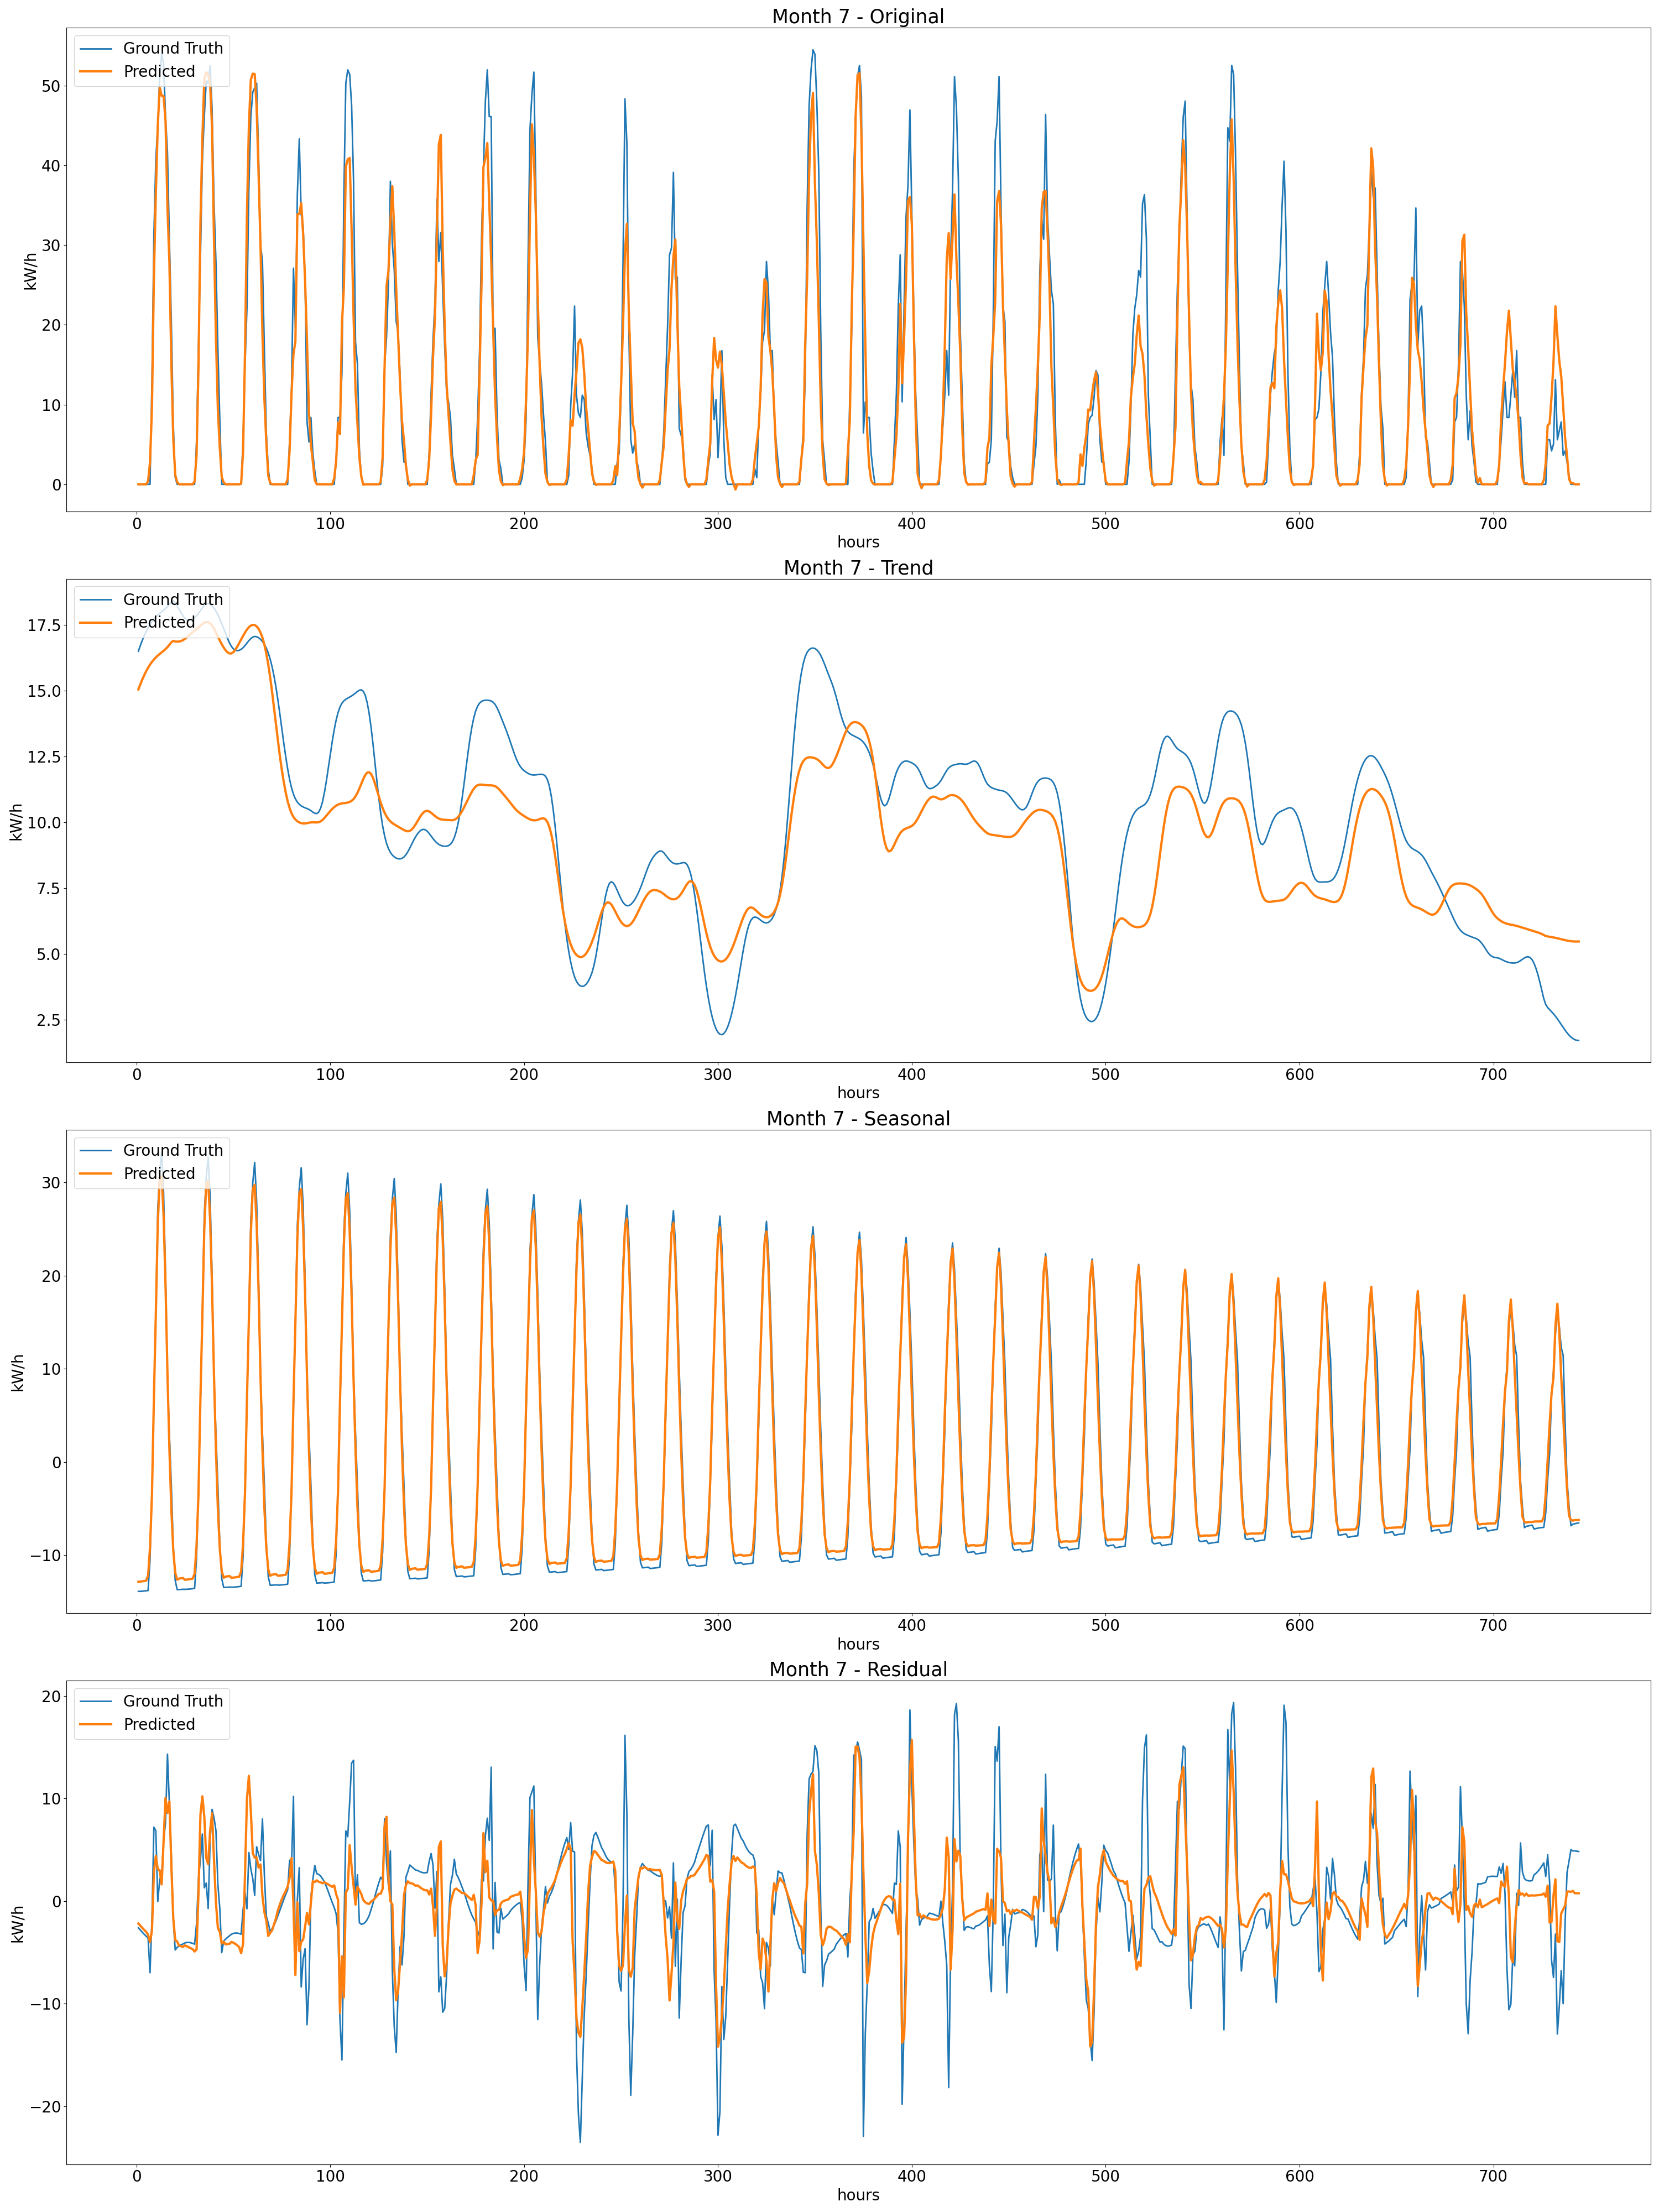 Month 7 - Original
Ground Truth
Predicted
kW/h
50
40
30
20
10
0
0 100 200 300 400 500 600 700
hours
Month 7 - Trend
Ground Truth
Predicted
kW/h
17.5
15.0
12.5
10.0
7.5
5.0
2.5
0 100 200 300 400 500 600 700
hours
Month 7 - Seasonal
Ground Truth
Predicted
kW/h
30
20
10
0
−10
0 100 200 300 400 500 600 700
hours
Month 7 - Residual
Ground Truth
Predicted
kW/h
20
10
0
−10
−20
0 100 200 300 400 500 600 700
hours